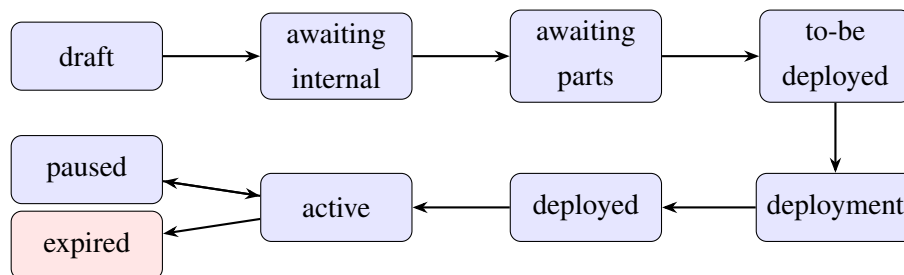 draft
awaiting
internal
awaiting
parts
to-be
deployed
paused
expired
active
deployed
deployment